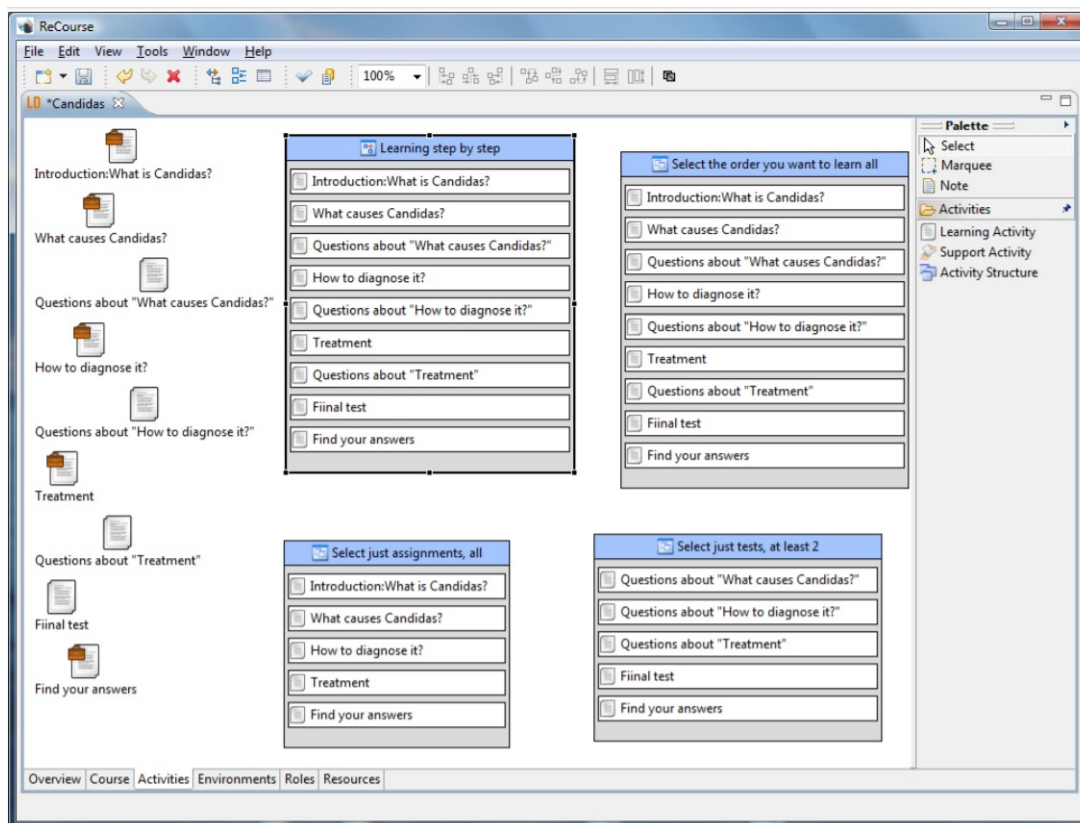 ReCourse
File Edit View Tools Window Help
100%
LD *Candidas
Introduction:What is Candidas?
What causes Candidas?
Questions about "What causes Candidas?"
How to diagnose it?
Questions about "How to diagnose it?"
Treatment
Questions about "Treatment"
Fiinal test
Find your answers
Learning step by step
Introduction:What is Candidas?
What causes Candidas?
Questions about "What causes Candidas?"
How to diagnose it?
Questions about "How to diagnose it?"
Treatment
Questions about "Treatment"
Fiinal test
Find your answers
Select the order you want to learn all
Introduction:What is Candidas?
What causes Candidas?
Questions about "What causes Candidas?"
How to diagnose it?
Questions about "How to diagnose it?"
Treatment
Questions about "Treatment"
Fiinal test
Find your answers
Select just assignments, all
Introduction:What is Candidas?
What causes Candidas?
How to diagnose it?
Treatment
Find your answers
Select just tests, at least 2
Questions about "What causes Candidas?"
Questions about "How to diagnose it?"
Questions about "Treatment"
Fiinal test
Find your answers
Palette
Select
Marquee
Note
Activities
Learning Activity
Support Activity
Activity Structure
Overview Course Activities Environments Roles Resources